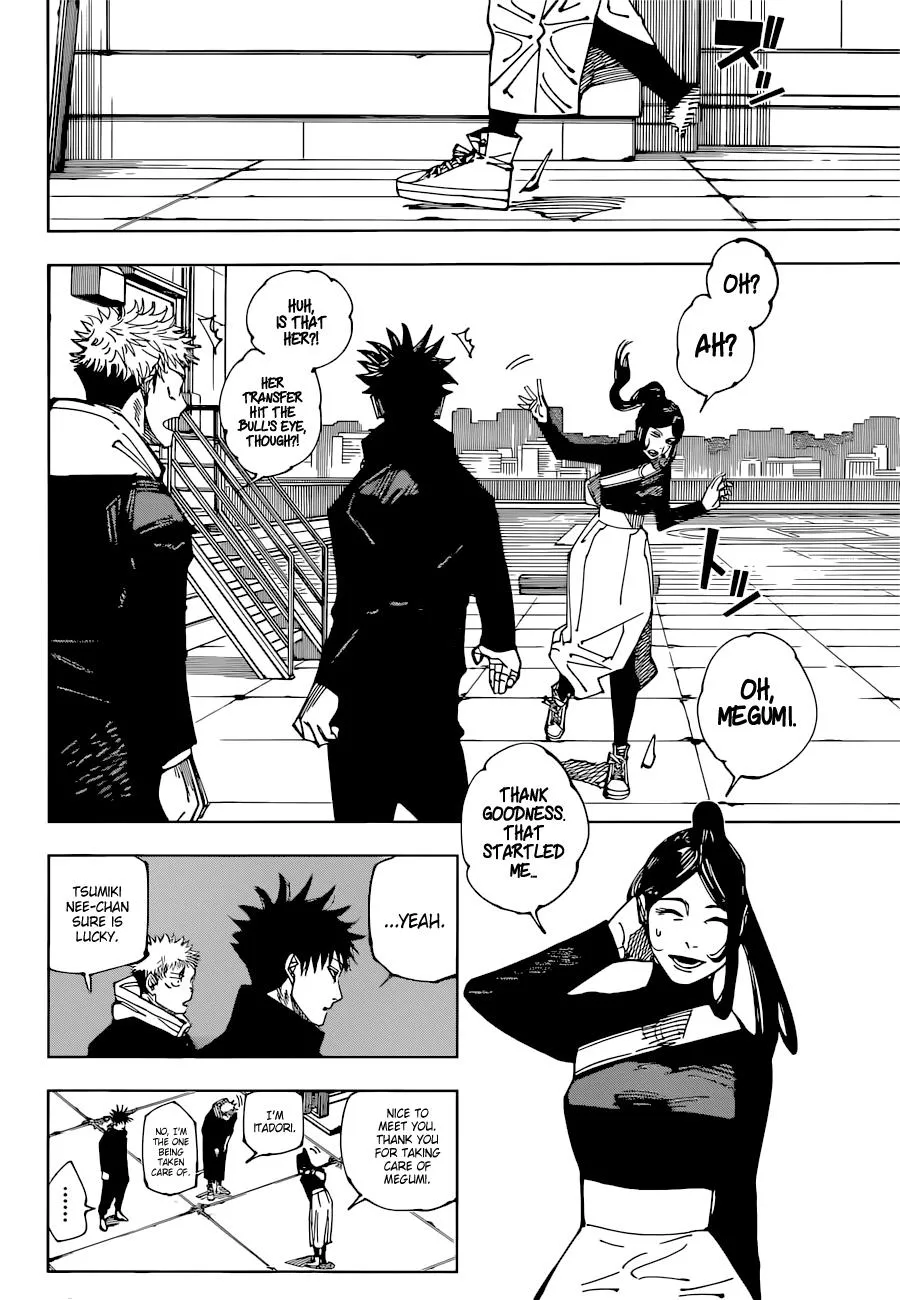 ズッ
OH?
AH?
HUH,
IS THAT
HER?!
HER
TRANSFER
HIT THE
BULL'S EYE,
THOUGH?!
OH,
MEGUMI.
THANK
GOODNESS.
THAT
STARTLED
ME...
...YEAH.
TSUMIKI
NEE-CHAN
SURE IS
LUCKY.
NICE TO
MEET YOU.
THANK YOU
FOR TAKING
CARE OF
MEGUMI.
I'M
ITADORI.
NO, I'M
THE ONE
BEING
TAKEN
CARE OF.
......